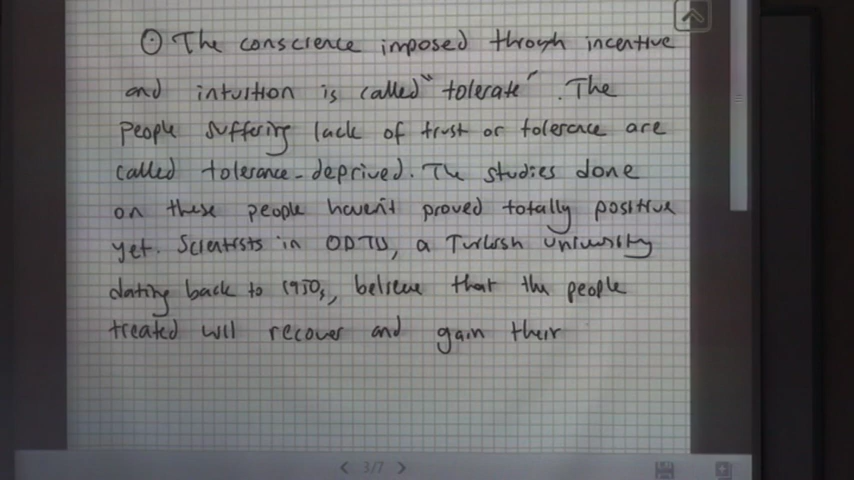 The conscience imposed through incentive
and intuition is called "tolerate". The
people suffering lack of trust or tolerence are
called tolerance-deprived. The studies done
on these people haven't proved totally positive
yet. Scientists in ODTU, a Turkish university
dating back to 1950s, believe that the people
treated will recover and gain their
3/7